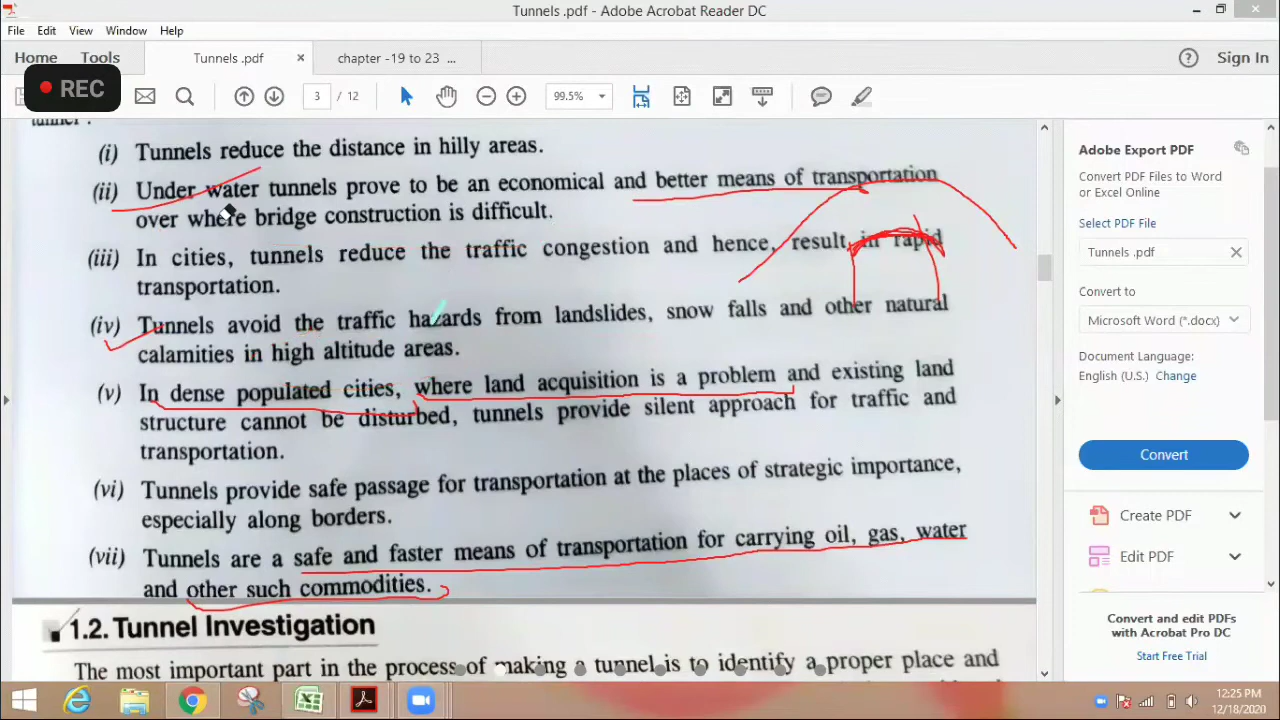 Tunnels .pdf - Adobe Acrobat Reader DC
File Edit View Window Help
Home Tools Tunnels .pdf × chapter -19 to 23 ... Sign In
REC
3 / 12 99.5%
(i) Tunnels reduce the distance in hilly areas.
(ii) Under water tunnels prove to be an economical and better means of transportation
over where bridge construction is difficult.
(iii) In cities, tunnels reduce the traffic congestion and hence, result in rapid
transportation.
(iv) Tunnels avoid the traffic hazards from landslides, snow falls and other natural
calamities in high altitude areas.
(v) In dense populated cities, where land acquisition is a problem and existing land
structure cannot be disturbed, tunnels provide silent approach for traffic and
transportation.
(vi) Tunnels provide safe passage for transportation at the places of strategic importance,
especially along borders.
(vii) Tunnels are a safe and faster means of transportation for carrying oil, gas, water
and other such commodities.
1.2. Tunnel Investigation
The most important part in the process of making a tunnel is to identify a proper place and
Adobe Export PDF
Convert PDF Files to Word
or Excel Online
Select PDF File
Tunnels .pdf
Convert to
Microsoft Word (*.docx)
Document Language:
English (U.S.) Change
Convert
Create PDF
Edit PDF
Convert and edit PDFs
with Acrobat Pro DC
Start Free Trial
12:25 PM
12/18/2020